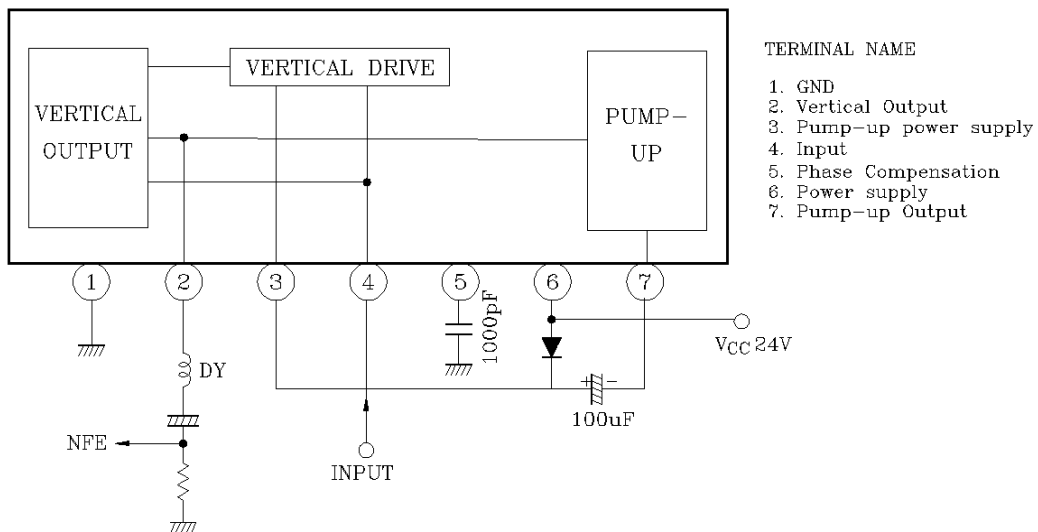 VERTICAL DRIVE
VERTICAL
OUTPUT
PUMP-
UP
TERMINAL NAME
1. GND
2. Vertical Output
3. Pump-up power supply
4. Input
5. Phase Compensation
6. Power supply
7. Pump-up Output
1
2
3
4
5
6
7
1000pF
VCC 24V
DY
+
-
100uF
NFE
INPUT